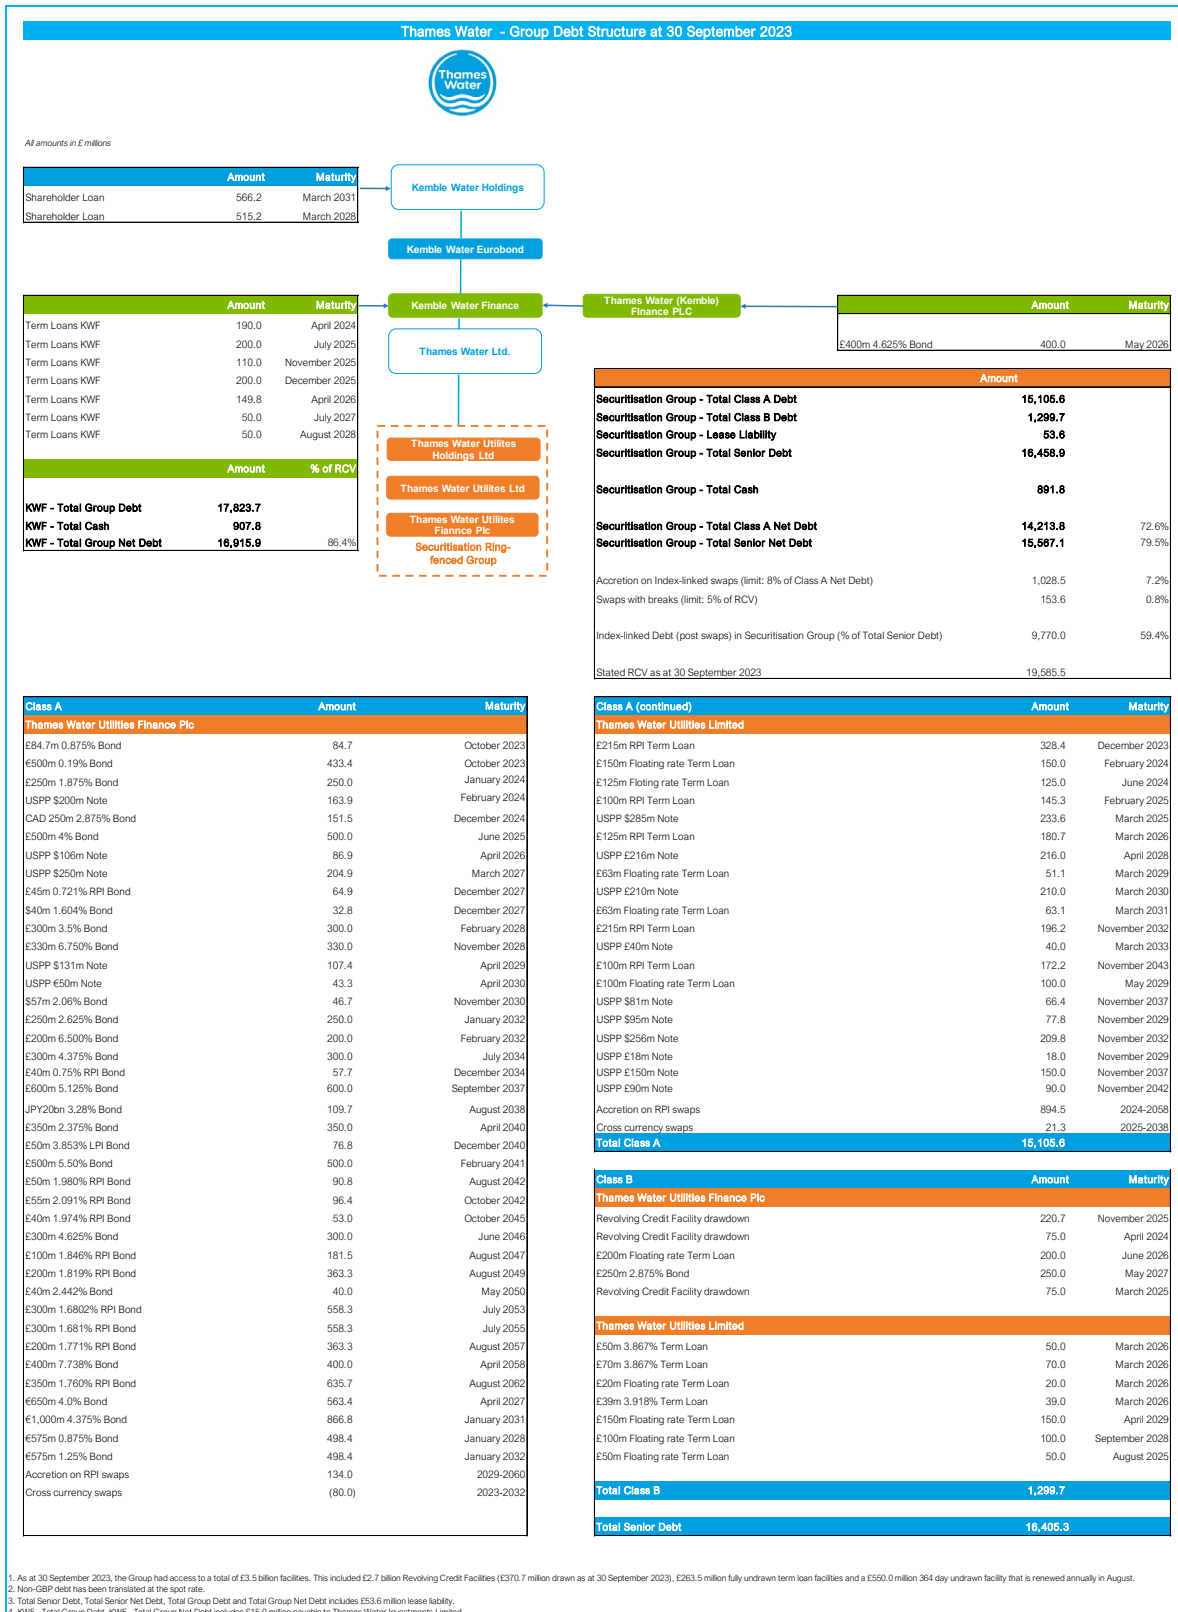 Thames Water - Group Debt Structure at 30 September 2023
Thames
Water
All amounts in £ millions
Amount Maturity
Shareholder Loan 566.2 March 2031
Shareholder Loan 515.2 March 2028
Kemble Water Holdings
Kemble Water Eurobond
Amount Maturity
Term Loans KWF 190.0 April 2024
Term Loans KWF 200.0 July 2025
Term Loans KWF 110.0 November 2025
Term Loans KWF 200.0 December 2025
Term Loans KWF 149.8 April 2026
Term Loans KWF 50.0 July 2027
Term Loans KWF 50.0 August 2028
Amount % of RCV
KWF - Total Group Debt 17,823.7
KWF - Total Cash 907.8
KWF - Total Group Net Debt 16,915.9 86.4%
Kemble Water Finance
Thames Water (Kemble)
Finance PLC
Amount Maturity
£400m 4.625% Bond 400.0 May 2026
Thames Water Ltd.
Thames Water Utilites
Holdings Ltd
Thames Water Utilites Ltd
Thames Water Utilites
Fiannce Plc
Securitisation Ring-
fenced Group
Amount
Securitisation Group - Total Class A Debt 15,105.6
Securitisation Group - Total Class B Debt 1,299.7
Securitisation Group - Lease Liability 53.6
Securitisation Group - Total Senior Debt 16,458.9
Securitisation Group - Total Cash 891.8
Securitisation Group - Total Class A Net Debt 14,213.8 72.6%
Securitisation Group - Total Senior Net Debt 15,567.1 79.5%
Accretion on Index-linked swaps (limit: 8% of Class A Net Debt) 1,028.5 7.2%
Swaps with breaks (limit: 5% of RCV) 153.6 0.8%
Index-linked Debt (post swaps) in Securitisation Group (% of Total Senior Debt) 9,770.0 59.4%
Stated RCV as at 30 September 2023 19,585.5
Class A Amount Maturity
Thames Water Utilities Finance Plc
£84.7m 0.875% Bond 84.7 October 2023
€500m 0.19% Bond 433.4 October 2023
£250m 1.875% Bond 250.0 January 2024
USPP $200m Note 163.9 February 2024
CAD 250m 2.875% Bond 151.5 December 2024
£500m 4% Bond 500.0 June 2025
USPP $106m Note 86.9 April 2026
USPP $250m Note 204.9 March 2027
£45m 0.721% RPI Bond 64.9 December 2027
$40m 1.604% Bond 32.8 December 2027
£300m 3.5% Bond 300.0 February 2028
£330m 6.750% Bond 330.0 November 2028
USPP $131m Note 107.4 April 2029
USPP €50m Note 43.3 April 2030
$57m 2.06% Bond 46.7 November 2030
£250m 2.625% Bond 250.0 January 2032
£200m 6.500% Bond 200.0 February 2032
£300m 4.375% Bond 300.0 July 2034
£40m 0.75% RPI Bond 57.7 December 2034
£600m 5.125% Bond 600.0 September 2037
JPY20bn 3.28% Bond 109.7 August 2038
£350m 2.375% Bond 350.0 April 2040
£50m 3.853% LPI Bond 76.8 December 2040
£500m 5.50% Bond 500.0 February 2041
£50m 1.980% RPI Bond 90.8 August 2042
£55m 2.091% RPI Bond 96.4 October 2042
£40m 1.974% RPI Bond 53.0 October 2045
£300m 4.625% Bond 300.0 June 2046
£100m 1.846% RPI Bond 181.5 August 2047
£200m 1.819% RPI Bond 363.3 August 2049
£40m 2.442% Bond 40.0 May 2050
£300m 1.6802% RPI Bond 558.3 July 2053
£300m 1.681% RPI Bond 558.3 July 2055
£200m 1.771% RPI Bond 363.3 August 2057
£400m 7.738% Bond 400.0 April 2058
£350m 1.760% RPI Bond 635.7 August 2062
€650m 4.0% Bond 563.4 April 2027
€1,000m 4.375% Bond 866.8 January 2031
€575m 0.875% Bond 498.4 January 2028
€575m 1.25% Bond 498.4 January 2032
Accretion on RPI swaps 134.0 2029-2060
Cross currency swaps (80.0) 2023-2032
Class A (continued) Amount Maturity
Thames Water Utilities Limited
£215m RPI Term Loan 328.4 December 2023
£150m Floating rate Term Loan 150.0 February 2024
£125m Floting rate Term Loan 125.0 June 2024
£100m RPI Term Loan 145.3 February 2025
USPP $285m Note 233.6 March 2025
£125m RPI Term Loan 180.7 March 2026
USPP £216m Note 216.0 April 2028
£63m Floating rate Term Loan 51.1 March 2029
USPP £210m Note 210.0 March 2030
£63m Floating rate Term Loan 63.1 March 2031
£215m RPI Term Loan 196.2 November 2032
USPP £40m Note 40.0 March 2033
£100m RPI Term Loan 172.2 November 2043
£100m Floating rate Term Loan 100.0 May 2029
USPP $81m Note 66.4 November 2037
USPP $95m Note 77.8 November 2029
USPP $256m Note 209.8 November 2032
USPP £18m Note 18.0 November 2029
USPP £150m Note 150.0 November 2037
USPP £90m Note 90.0 November 2042
Accretion on RPI swaps 894.5 2024-2058
Cross currency swaps 21.3 2025-2038
Total Class A 15,105.6
Class B Amount Maturity
Thames Water Utilities Finance Plc
Revolving Credit Facility drawdown 220.7 November 2025
Revolving Credit Facility drawdown 75.0 April 2024
£200m Floating rate Term Loan 200.0 June 2026
£250m 2.875% Bond 250.0 May 2027
Revolving Credit Facility drawdown 75.0 March 2025
Thames Water Utilities Limited
£50m 3.867% Term Loan 50.0 March 2026
£70m 3.867% Term Loan 70.0 March 2026
£20m Floating rate Term Loan 20.0 March 2026
£39m 3.918% Term Loan 39.0 March 2026
£150m Floating rate Term Loan 150.0 April 2029
£100m Floating rate Term Loan 100.0 September 2028
£50m Floating rate Term Loan 50.0 August 2025
Total Class B 1,299.7
Total Senior Debt 16,405.3
1. As at 30 September 2023, the Group had access to a total of £3.5 billion facilities. This included £2.7 billion Revolving Credit Facilities (£370.7 million drawn as at 30 September 2023), £263.5 million fully undrawn term loan facilities and a £550.0 million 364 day undrawn facility that is renewed annually in August.
2. Non-GBP debt has been translated at the spot rate.
3. Total Senior Debt, Total Senior Net Debt, Total Group Debt and Total Group Net Debt includes £53.6 million lease liability.
4. KWF - Total Group Debt, KWF - Total Group Net Debt includes £15.0 million payable to Thames Water Investments Limited.